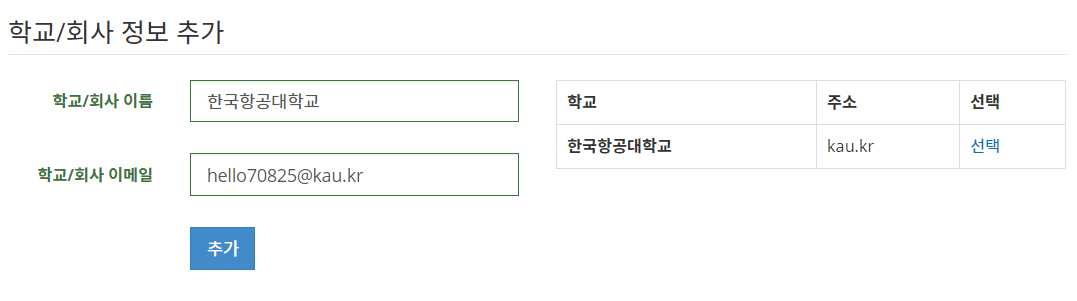 학교/회사 정보 추가
학교/회사 이름
한국항공대학교
학교/회사 이메일
hello70825@kau.kr
추가
학교 주소 선택
한국항공대학교 kau.kr 선택